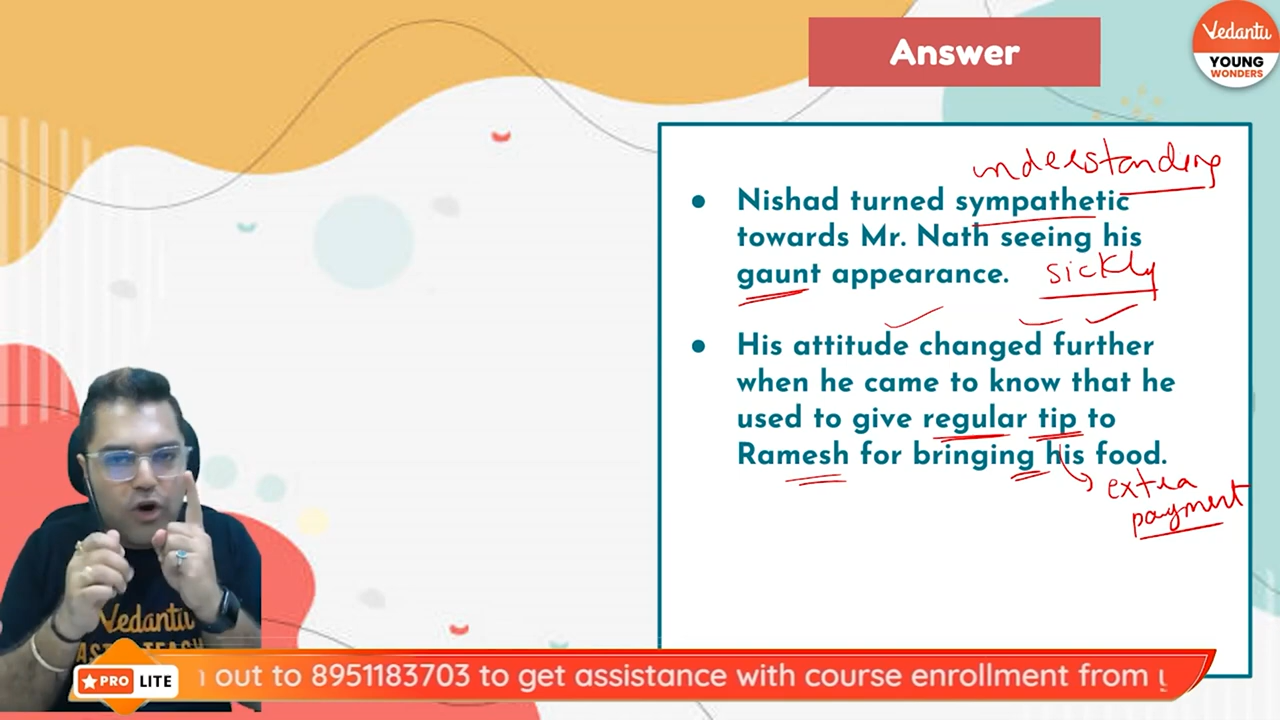 Answer
Vedantu
YOUNG
WONDERS
understanding
• Nishad turned sympathetic
towards Mr. Nath seeing his
gaunt appearance.
sickly
• His attitude changed further
when he came to know that he
used to give regular tip to
Ramesh for bringing his food.
extra
payment
Vedantu
PRO LITE
out to 8951183703 to get assistance with course enrollment from